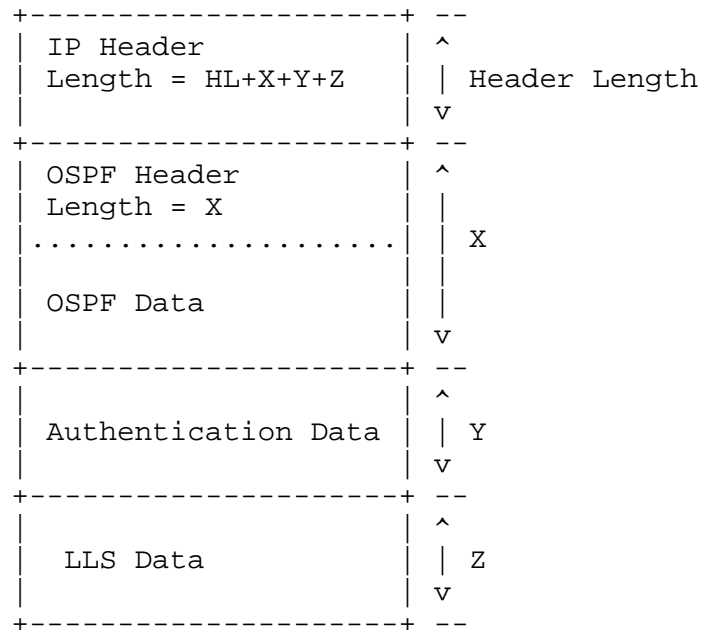 +---------------------+ --
| IP Header           | ^
| Length = HL+X+Y+Z   | | Header Length
|                     | v
+---------------------+ --
| OSPF Header         | ^
| Length = X          | |
|.....................| | X
|                     | |
| OSPF Data           | |
|                     | v
+---------------------+ --
|                     | ^
| Authentication Data | | Y
|                     | v
+---------------------+ --
|                     | ^
|  LLS Data           | | Z
|                     | v
+---------------------+ --